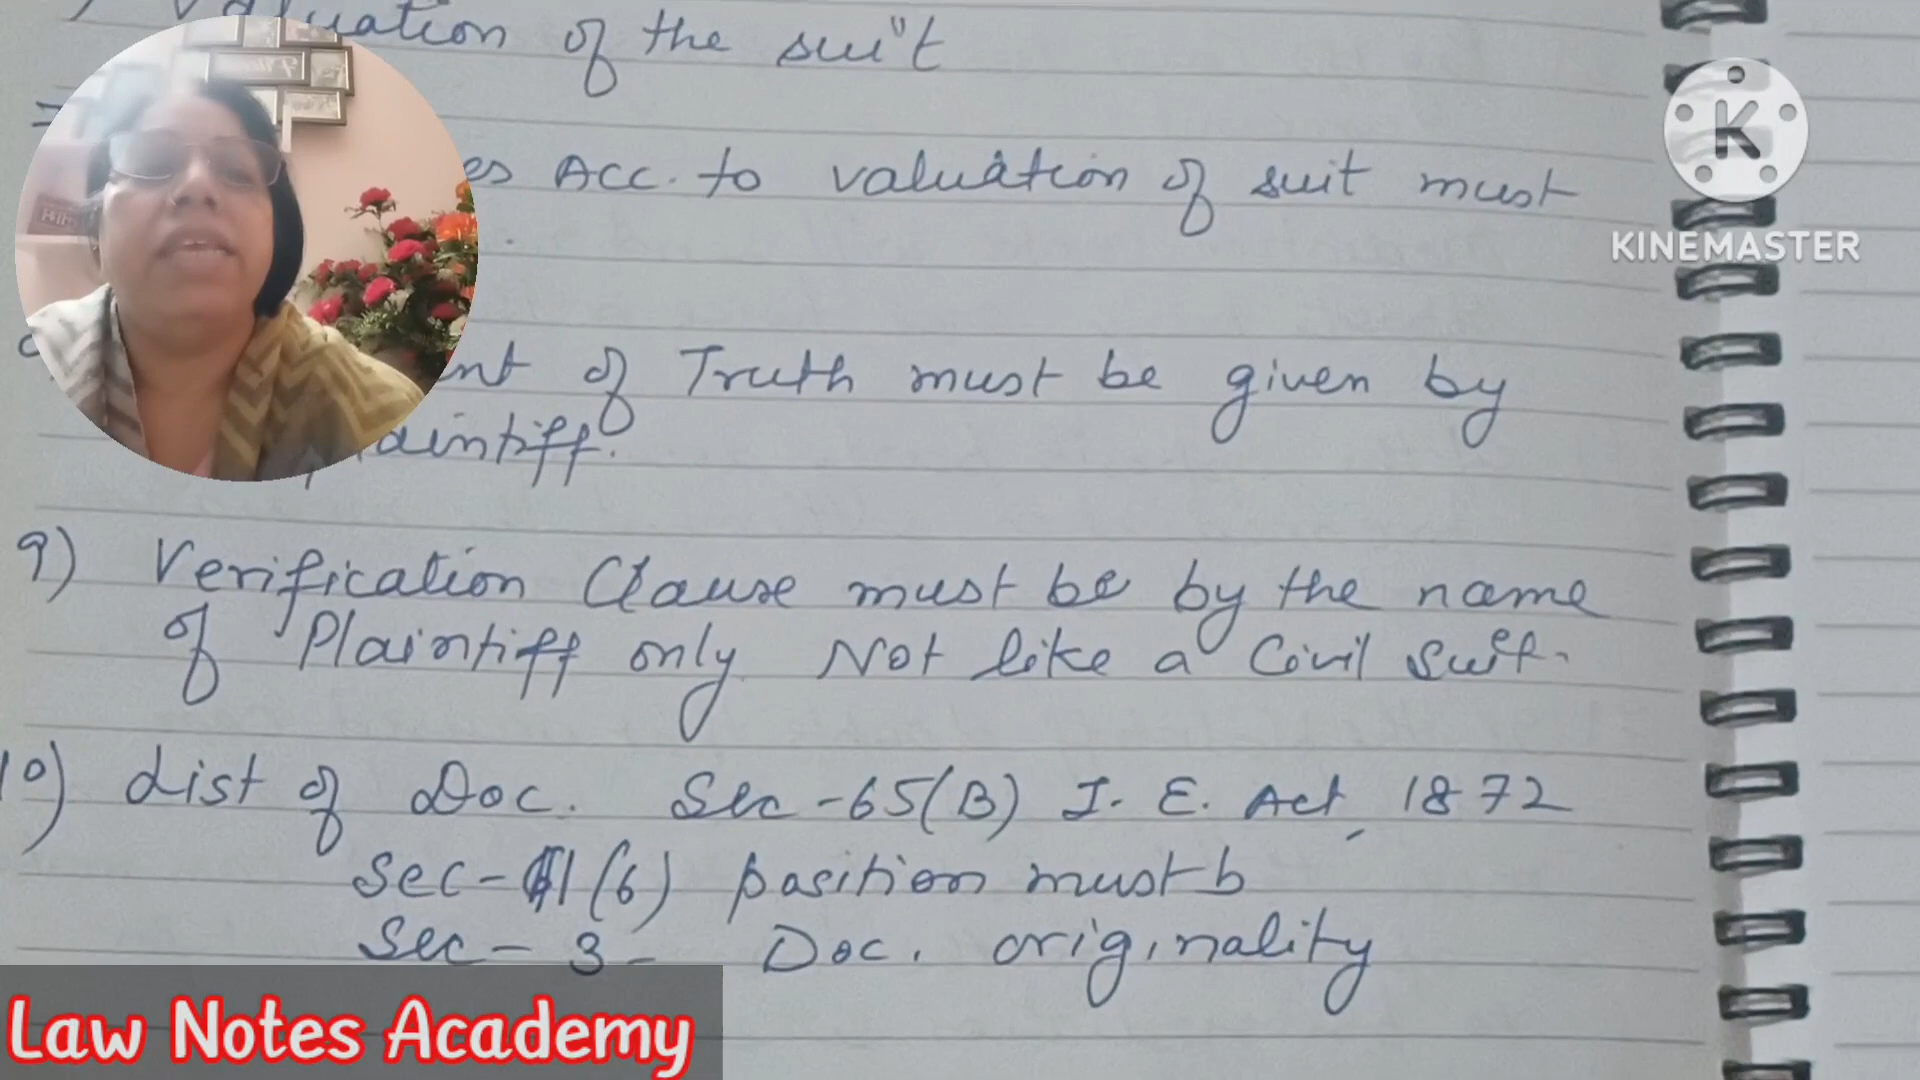 of the suit
Acc. to valuation of suit must
of Truth must be given by
9) Verification Clause must be by the name
of Plaintiff only Not like a Civil Suit.
10) List of Doc. Sec-65(B) I. E. Act, 1872
(6) position must b
Sec - 3 - Doc. originality
KINEMASTER
Law Notes Academy